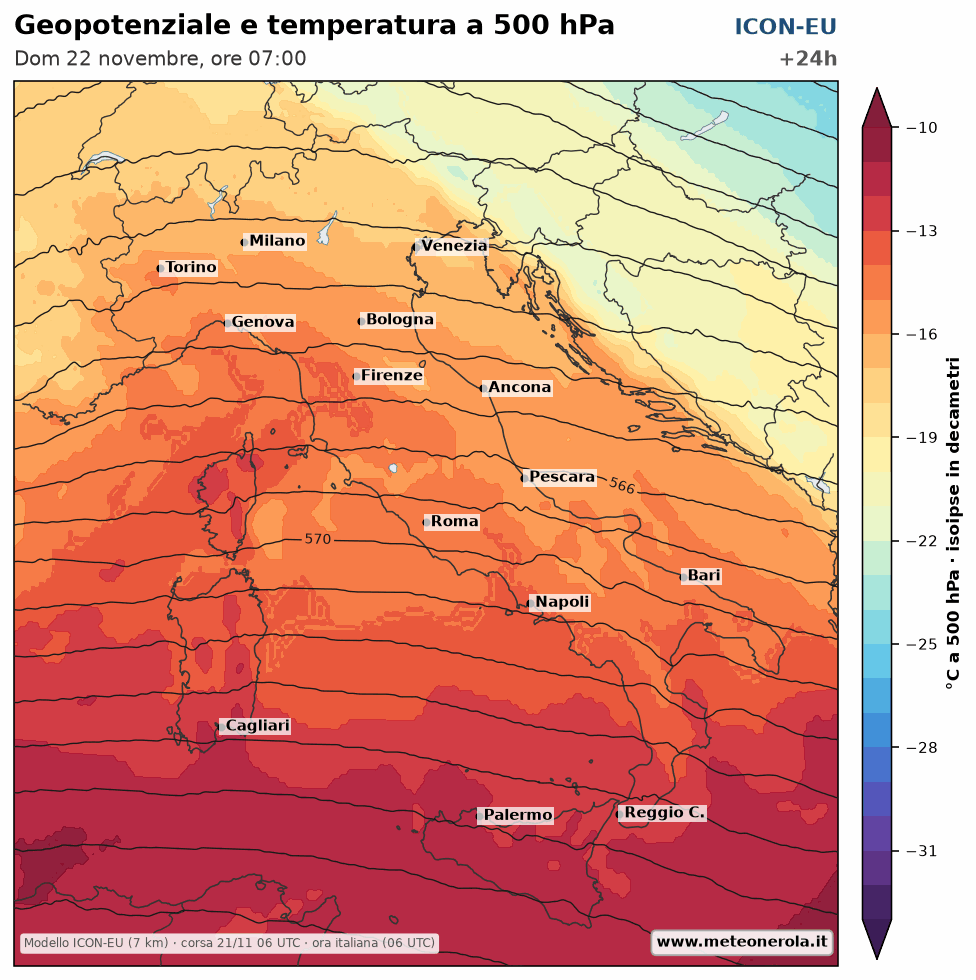 Geopotenziale e temperatura a 500 hPa
ICON-EU
Dom 22 novembre, ore 07:00
+24h
−10
−13
Milano
Venezia
Torino
Genova
Bologna
−16
Firenze
Ancona
−19
Pescara
566
Roma
570
−22
Bari
Napoli
−25
°C a 500 hPa · isoipse in decametri
Cagliari
−28
Palermo
Reggio C.
−31
Modello ICON-EU (7 km) · corsa 21/11 06 UTC · ora italiana (06 UTC)
www.meteonerola.it